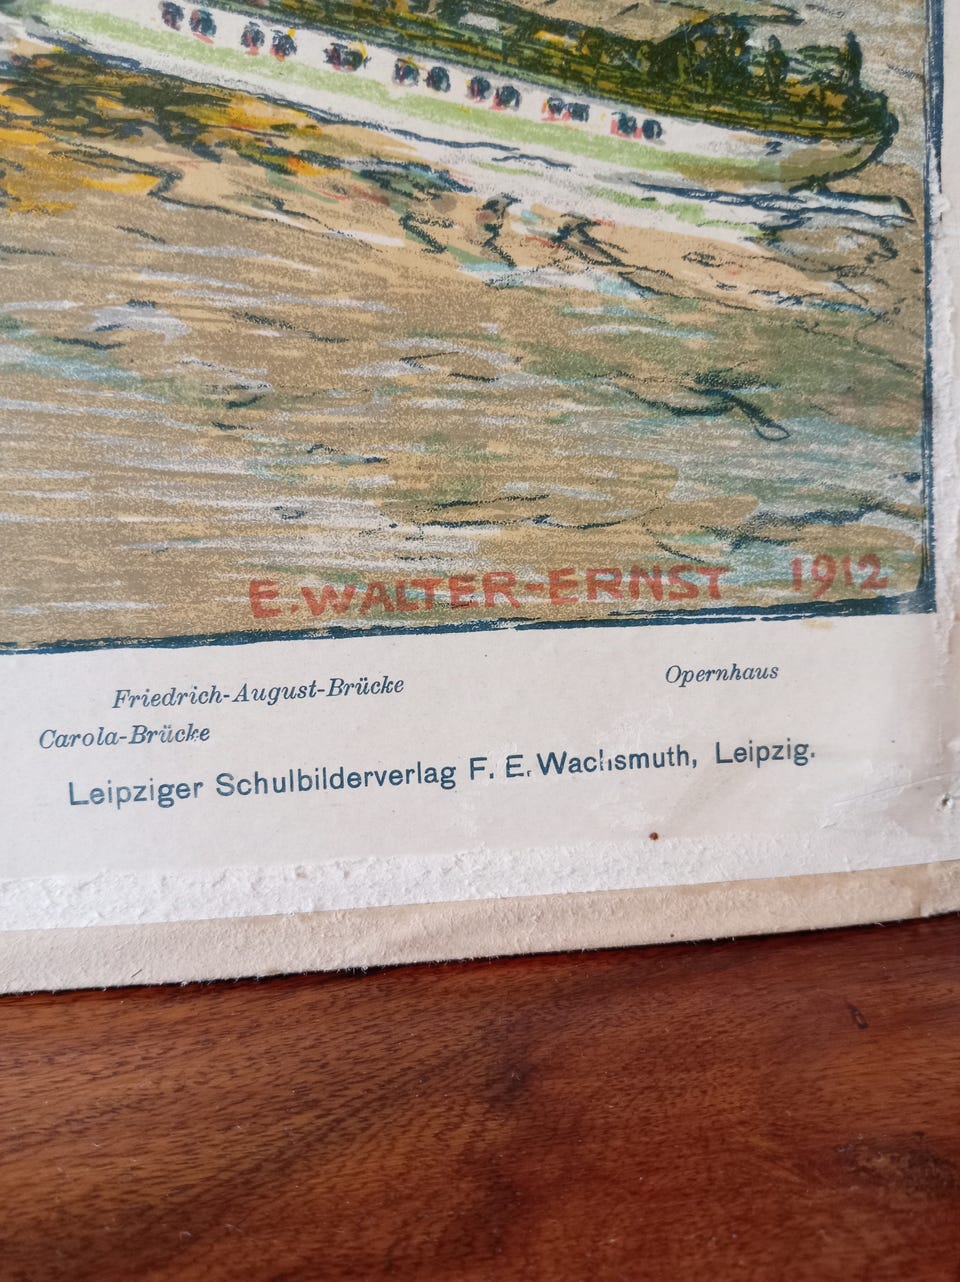 E. WALTER-ERNST 1912
Friedrich-August-Brücke Opernhaus
Carola-Brücke
Leipziger Schulbilderverlag F. E. Wachsmuth, Leipzig.